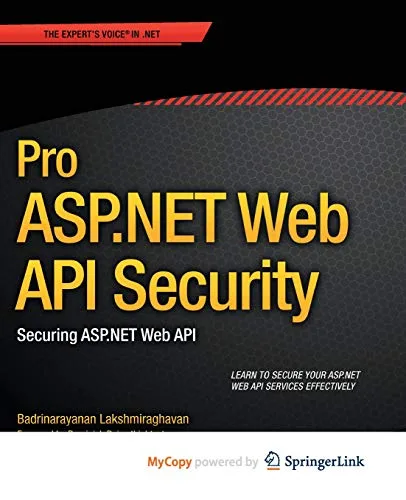 THE EXPERT'S VOICE® IN .NET
Pro
ASP.NET Web
API Security
Securing ASP.NET Web API
LEARN TO SECURE YOUR ASP.NET
WEB API SERVICES EFFECTIVELY
Badrinarayanan Lakshmiraghavan
MyCopy powered by SpringerLink